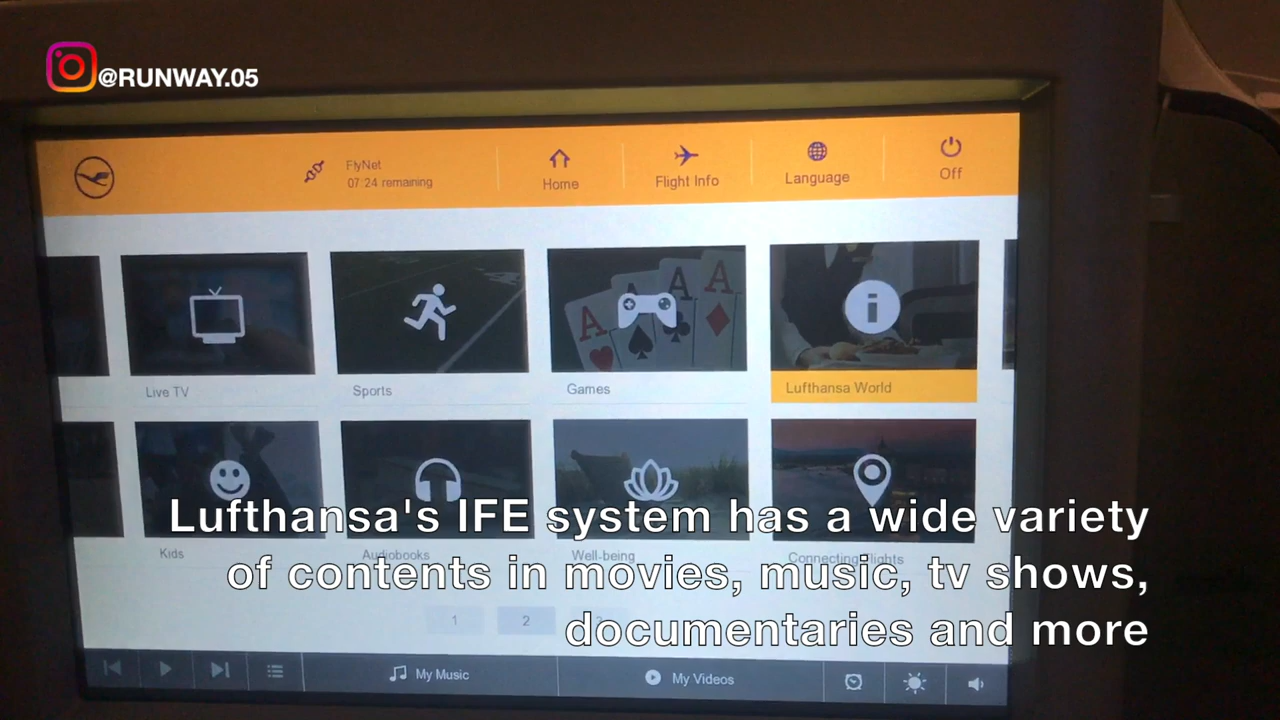 @RUNWAY.05
FlyNet
07:24 remaining
Home
Flight Info
Language
Off
Live TV
Sports
Games
Lufthansa World
Kids
Audiobooks
Well-being
Connecting Flights
Lufthansa's IFE system has a wide variety
of contents in movies, music, tv shows,
documentaries and more
1
2
My Music
My Videos